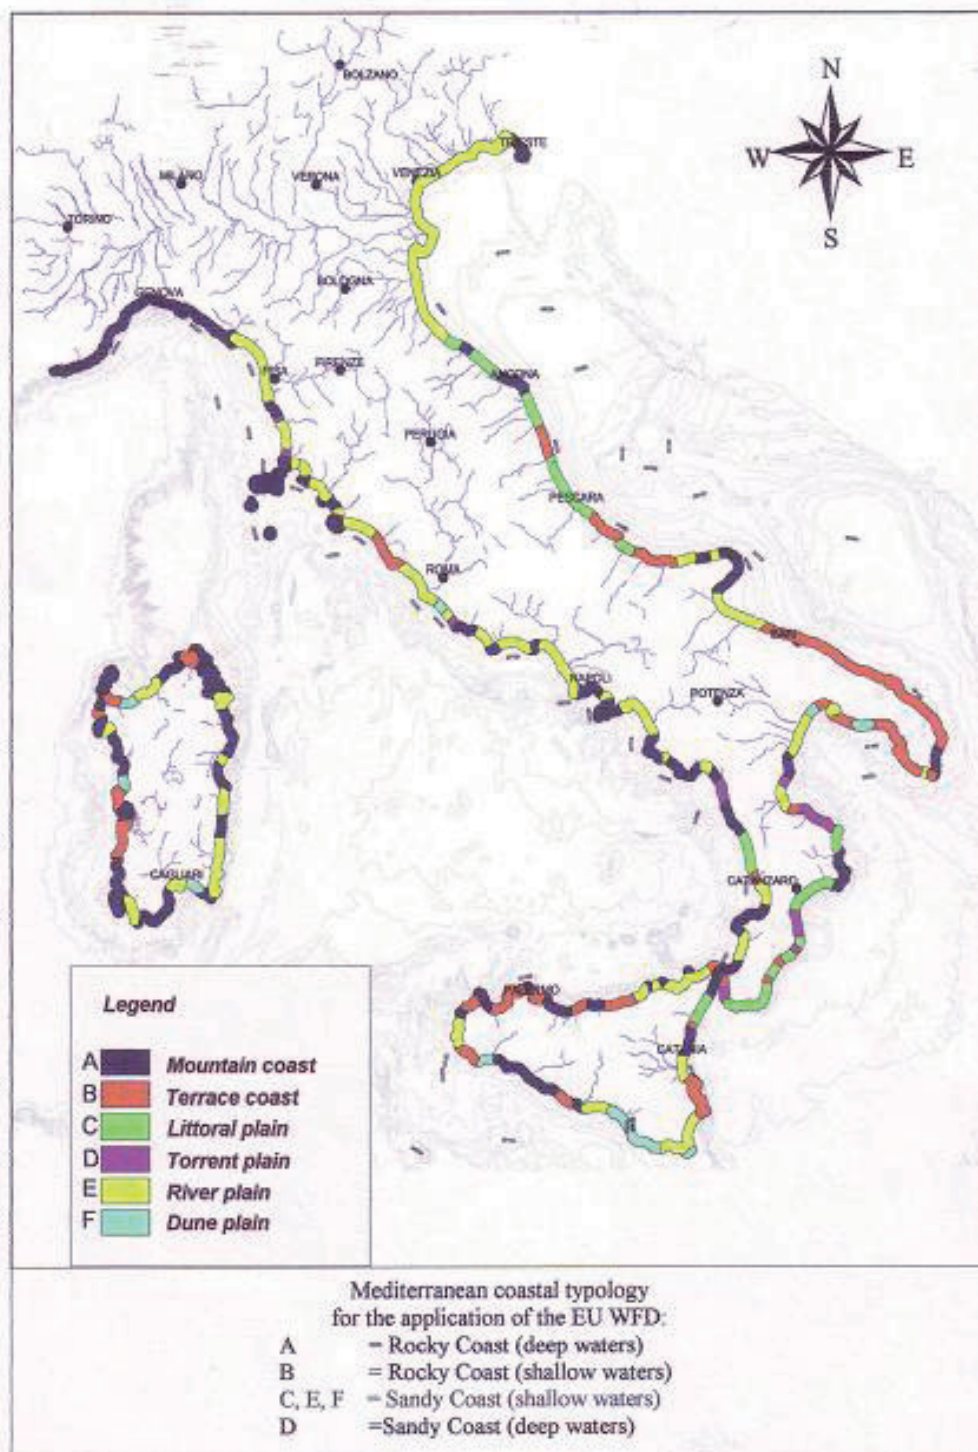 BOLZANO
N
TRIESTE
W
E
MILANO
VERONA
VENEZIA
TORINO
S
BOLOGNA
GENOVA
PISA
FIRENZE
ANCONA
PERUGIA
PESCARA
ROMA
BARI
NAPOLI
POTENZA
CAGLIARI
CATANZARO
PALERMO
CATANIA
Legend
A Mountain coast
B Terrace coast
C Littoral plain
D Torrent plain
E River plain
F Dune plain
Mediterranean coastal typology
for the application of the EU WFD:
A = Rocky Coast (deep waters)
B = Rocky Coast (shallow waters)
C, E, F = Sandy Coast (shallow waters)
D =Sandy Coast (deep waters)